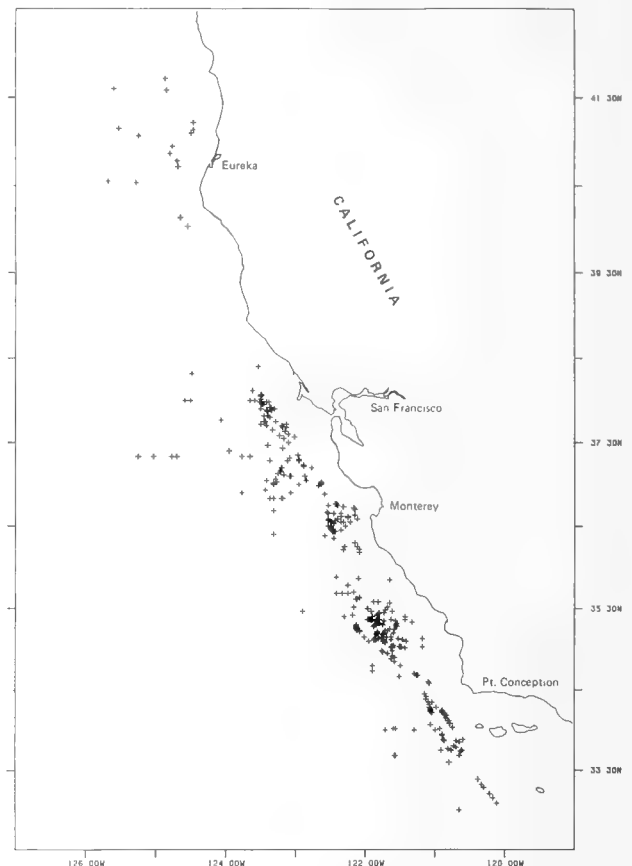 41 30N
Eureka
CALIFORNIA
39 30N
San Francisco
37 30N
Monterey
35 30N
Pt. Conception
33 30N
126 00W
124 00W
122 00W
120 00W